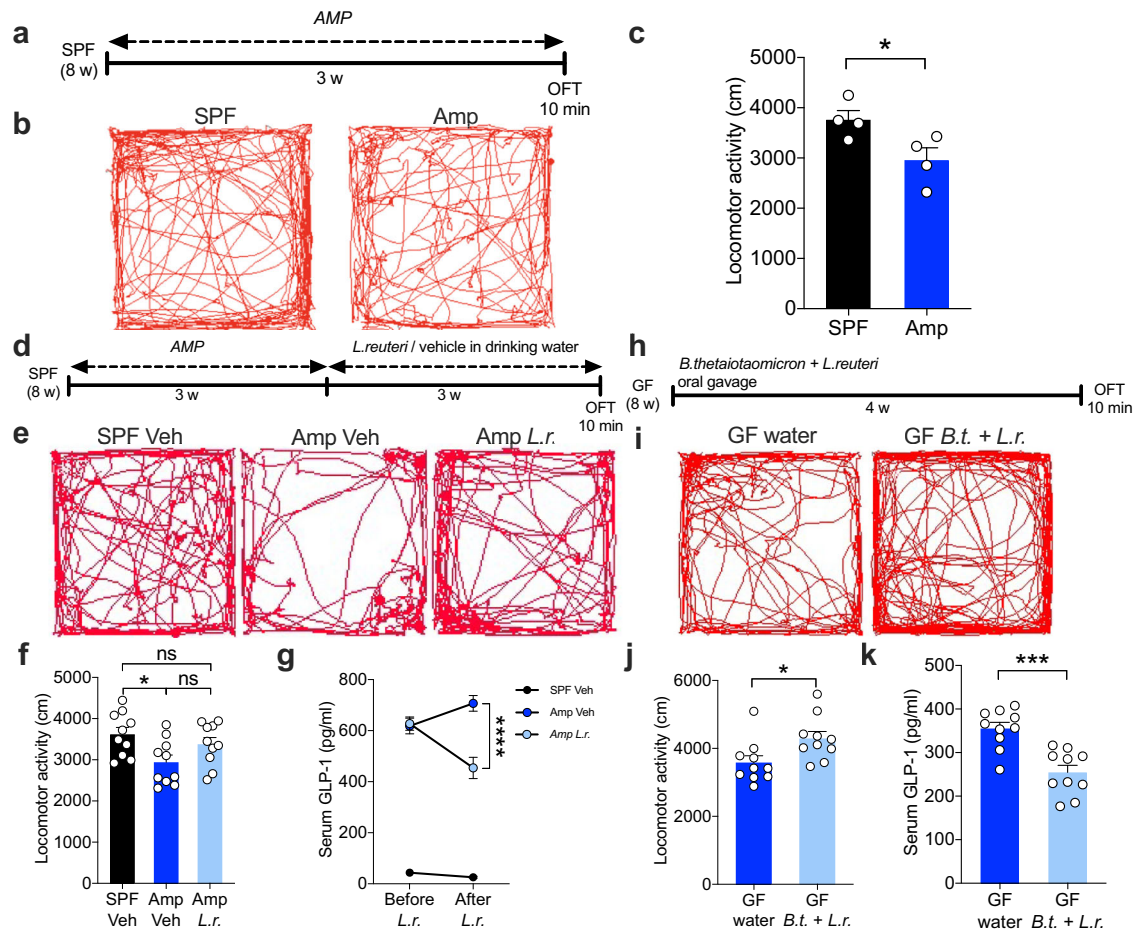 a
AMP
SPF
(8 w)
3 w
OFT
10 min
b
SPF
Amp
c
*
Locomotor activity (cm)
5000
4000
3000
2000
1000
0
SPF
Amp
d
AMP
L.reuteri / vehicle in drinking water
SPF
(8 w)
3 w
3 w
OFT
10 min
e
SPF Veh
Amp Veh
Amp L.r.
f
ns
*
ns
Locomotor activity (cm)
5000
4000
3000
2000
1000
0
SPF
Veh
Amp
Veh
Amp
L.r.
g
Serum GLP-1 (pg/ml)
800
600
400
200
0
****
SPF Veh
Amp Veh
Amp L.r.
Before
L.r.
After
L.r.
h
B.thetaiotaomicron + L.reuteri
oral gavage
GF
(8 w)
4 w
OFT
10 min
i
GF water
GF B.t. + L.r.
j
*
Locomotor activity (cm)
6000
4000
2000
0
GF
water
GF
B.t. + L.r.
k
***
Serum GLP-1 (pg/ml)
500
400
300
200
100
0
GF
water
GF
B.t. + L.r.